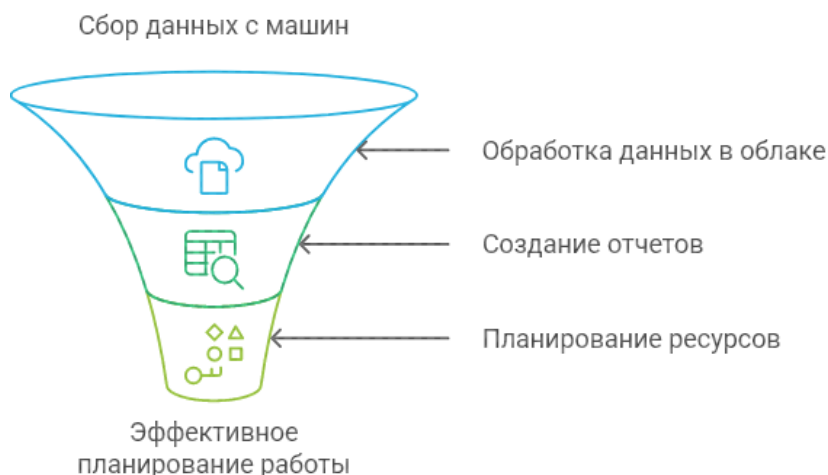 Сбор данных с машин
Обработка данных в облаке
Создание отчетов
Планирование ресурсов
Эффективное
планирование работы